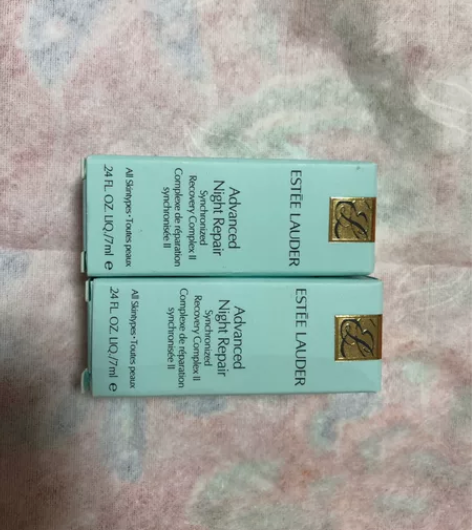 ESTĒE LAUDER
Advanced
Night Repair
Synchronized
Recovery Complex II
Complexe de réparation
synchronisée II
All Skintypes • Toutes peaux
24 FL. OZ. LIQ./7ml e
ESTĒE LAUDER
Advanced
Night Repair
Synchronized
Recovery Complex II
Complexe de réparation
synchronisée II
All Skintypes • Toutes peaux
24 FL. OZ. LIQ./7ml e